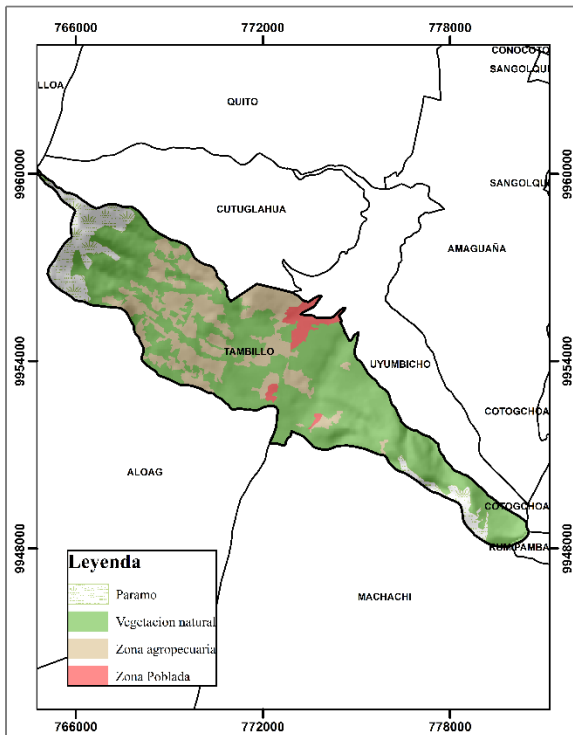 766000 772000 778000
CONOCOTO
LLOA
SANGOLQUI
QUITO
9960000
9960000
SANGOLQUI
CUTUGLAHUA
AMAGUAÑA
TAMBILLO
9954000
UYUMBICHO
9954000
COTOGCHOA
ALOAG
COTOGCHOA
9948000
RUMIPAMBA
9948000
Leyenda
Paramo
Vegetacion natural
Zona agropecuaria
Zona Poblada
MACHACHI
766000 772000 778000